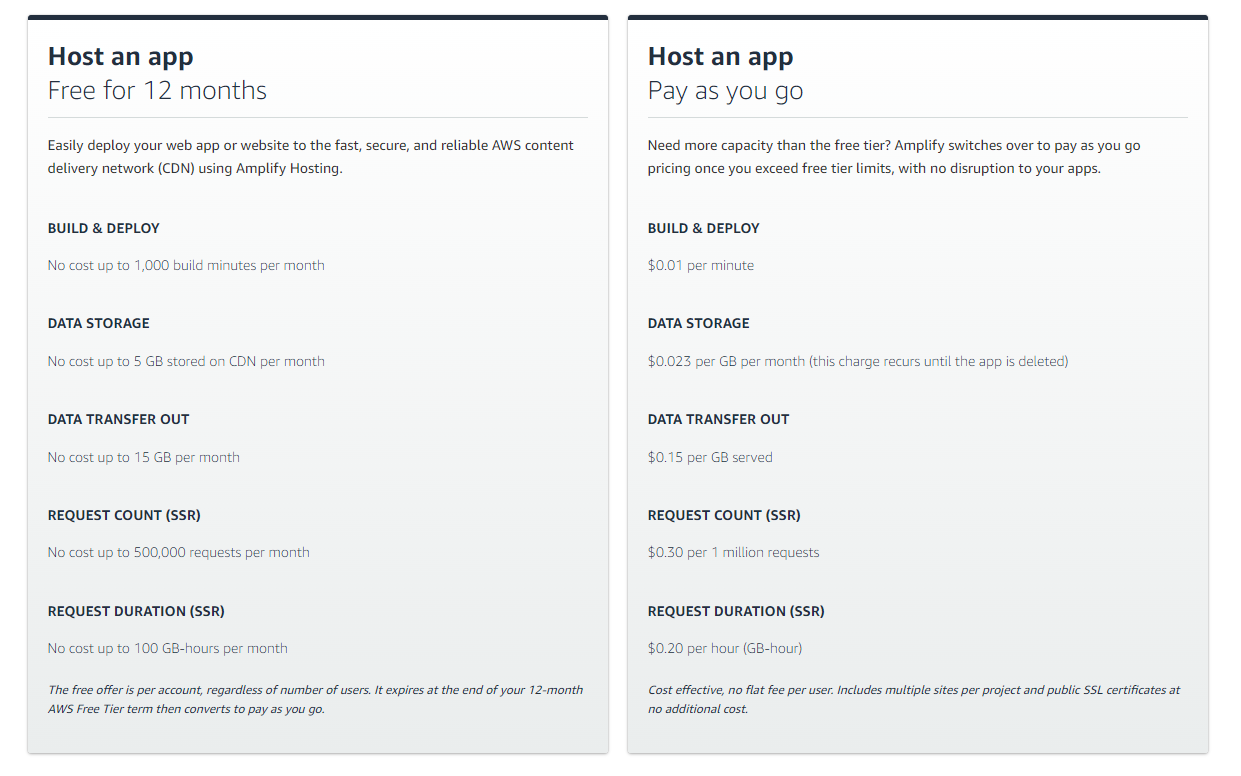 Host an app
Free for 12 months
Easily deploy your web app or website to the fast, secure, and reliable AWS content
delivery network (CDN) using Amplify Hosting.
BUILD & DEPLOY
No cost up to 1,000 build minutes per month
DATA STORAGE
No cost up to 5 GB stored on CDN per month
DATA TRANSFER OUT
No cost up to 15 GB per month
REQUEST COUNT (SSR)
No cost up to 500,000 requests per month
REQUEST DURATION (SSR)
No cost up to 100 GB-hours per month
The free offer is per account, regardless of number of users. It expires at the end of your 12-month
AWS Free Tier term then converts to pay as you go.
Host an app
Pay as you go
Need more capacity than the free tier? Amplify switches over to pay as you go
pricing once you exceed free tier limits, with no disruption to your apps.
BUILD & DEPLOY
$0.01 per minute
DATA STORAGE
$0.023 per GB per month (this charge recurs until the app is deleted)
DATA TRANSFER OUT
$0.15 per GB served
REQUEST COUNT (SSR)
$0.30 per 1 million requests
REQUEST DURATION (SSR)
$0.20 per hour (GB-hour)
Cost effective, no flat fee per user. Includes multiple sites per project and public SSL certificates at
no additional cost.